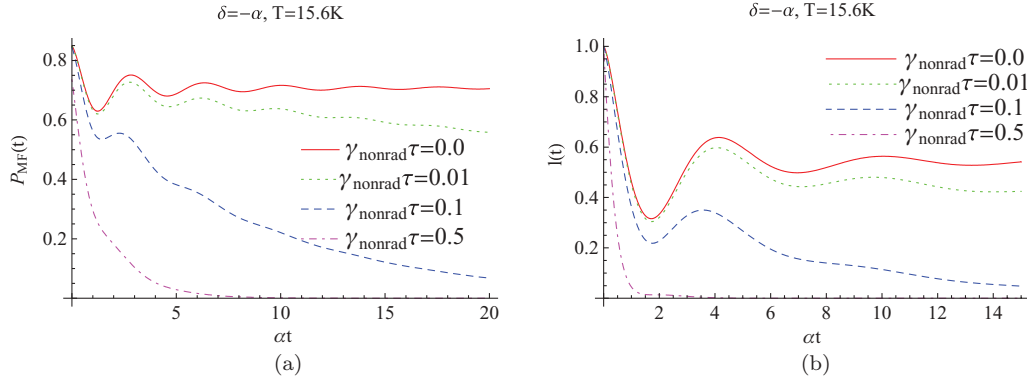 δ=−α, T=15.6K
P_MF(t)
0.8
0.6
0.4
0.2
5
10
15
20
αt
γ_nonrad τ=0.0
γ_nonrad τ=0.01
γ_nonrad τ=0.1
γ_nonrad τ=0.5
(a)
δ=−α, T=15.6K
l(t)
1.0
0.8
0.6
0.4
0.2
2
4
6
8
10
12
14
αt
γ_nonrad τ=0.0
γ_nonrad τ=0.01
γ_nonrad τ=0.1
γ_nonrad τ=0.5
(b)